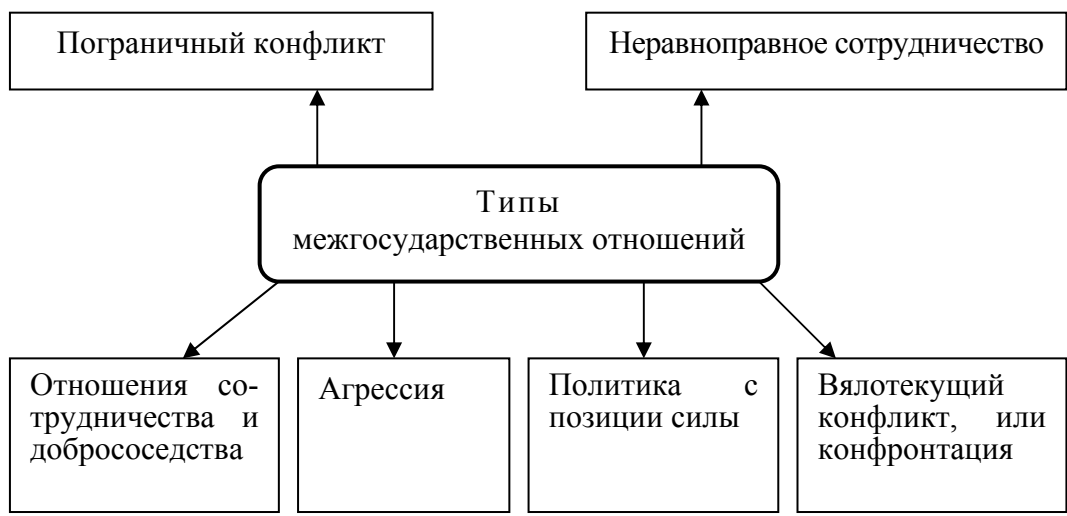 Пограничный конфликт
Неравноправное сотрудничество
Типы
межгосударственных отношений
Отношения со-
трудничества и
добрососедства
Агрессия
Политика с
позиции силы
Вялотекущий
конфликт, или
конфронтация